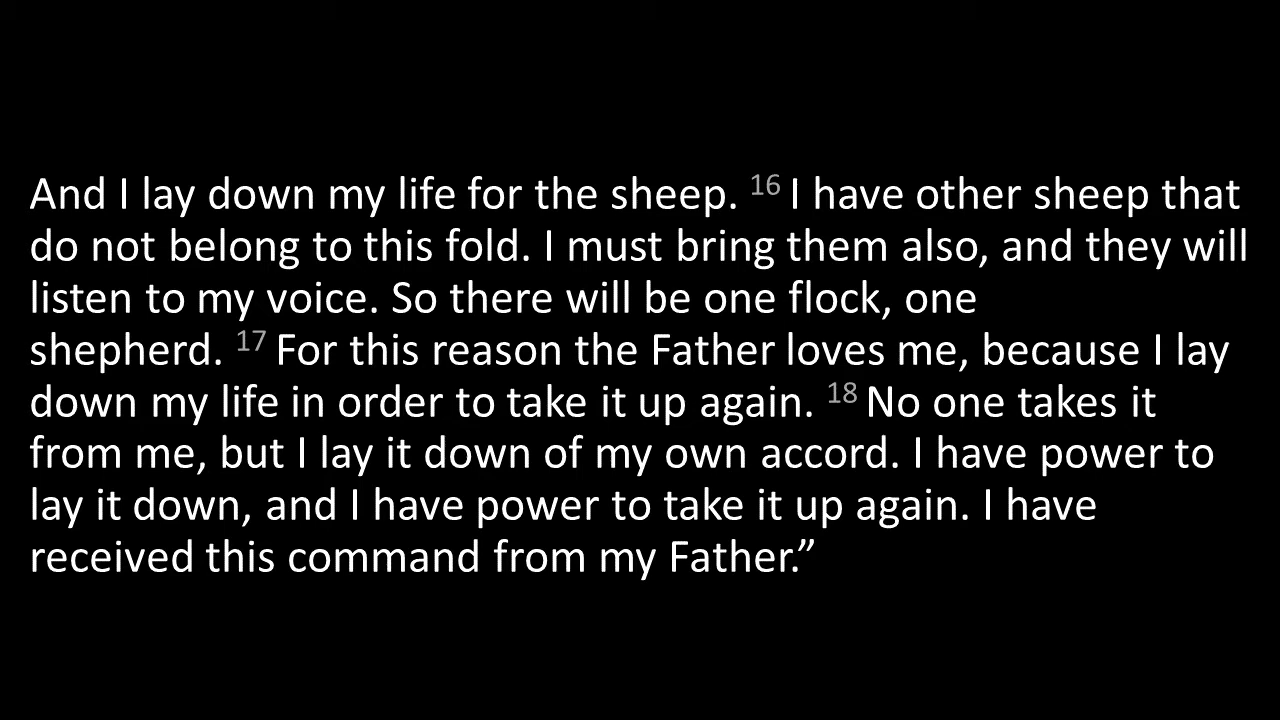 And I lay down my life for the sheep. 16 I have other sheep that
do not belong to this fold. I must bring them also, and they will
listen to my voice. So there will be one flock, one
shepherd. 17 For this reason the Father loves me, because I lay
down my life in order to take it up again. 18 No one takes it
from me, but I lay it down of my own accord. I have power to
lay it down, and I have power to take it up again. I have
received this command from my Father.”